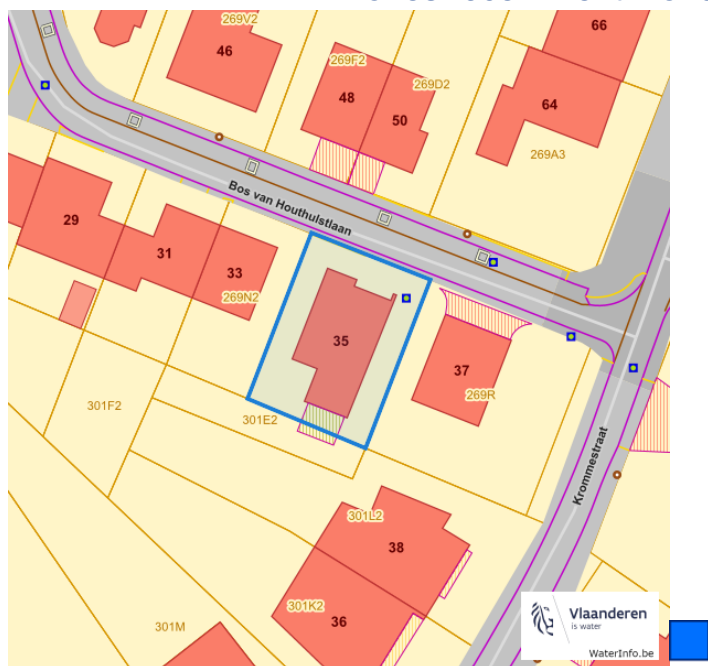 269V2
66
46
269F2
269D2
48
50
64
269A3
Bos van Houthulstlaan
29
31
33
269N2
35
37
269R
301F2
301E2
Krommestraat
301L2
38
301K2
36
301M
Vlaanderen
is water
WaterInfo.be